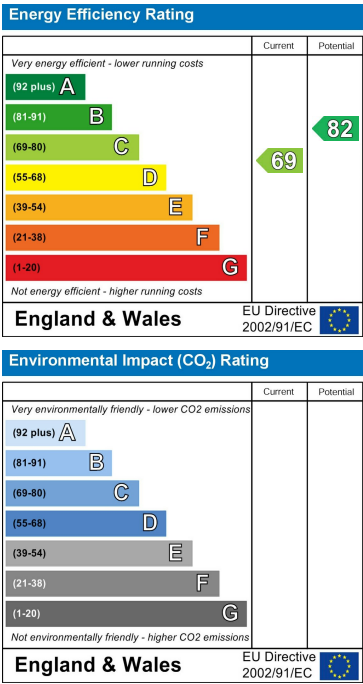 Energy Efficiency Rating
Current Potential
Very energy efficient - lower running costs
(92 plus) A
(81-91) B
82
(69-80) C
69
(55-68) D
(39-54) E
(21-38) F
(1-20) G
Not energy efficient - higher running costs
England & Wales
EU Directive
2002/91/EC
Environmental Impact (CO₂) Rating
Current Potential
Very environmentally friendly - lower CO2 emissions
(92 plus) A
(81-91) B
(69-80) C
(55-68) D
(39-54) E
(21-38) F
(1-20) G
Not environmentally friendly - higher CO2 emissions
England & Wales
EU Directive
2002/91/EC